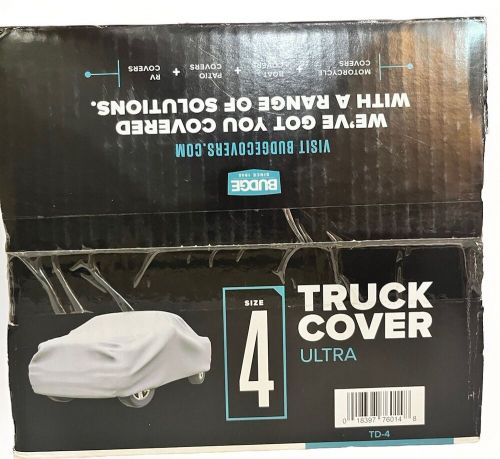 BUDGE
SINCE 1945
VISIT BUDGECOVERS.COM
WE'VE GOT YOU COVERED
WITH A RANGE OF SOLUTIONS.
MOTORCYCLE COVERS + BOAT COVERS + PATIO COVERS + RV COVERS
SIZE
4
TRUCK
COVER
ULTRA
0 18397 76014 8
TD-4